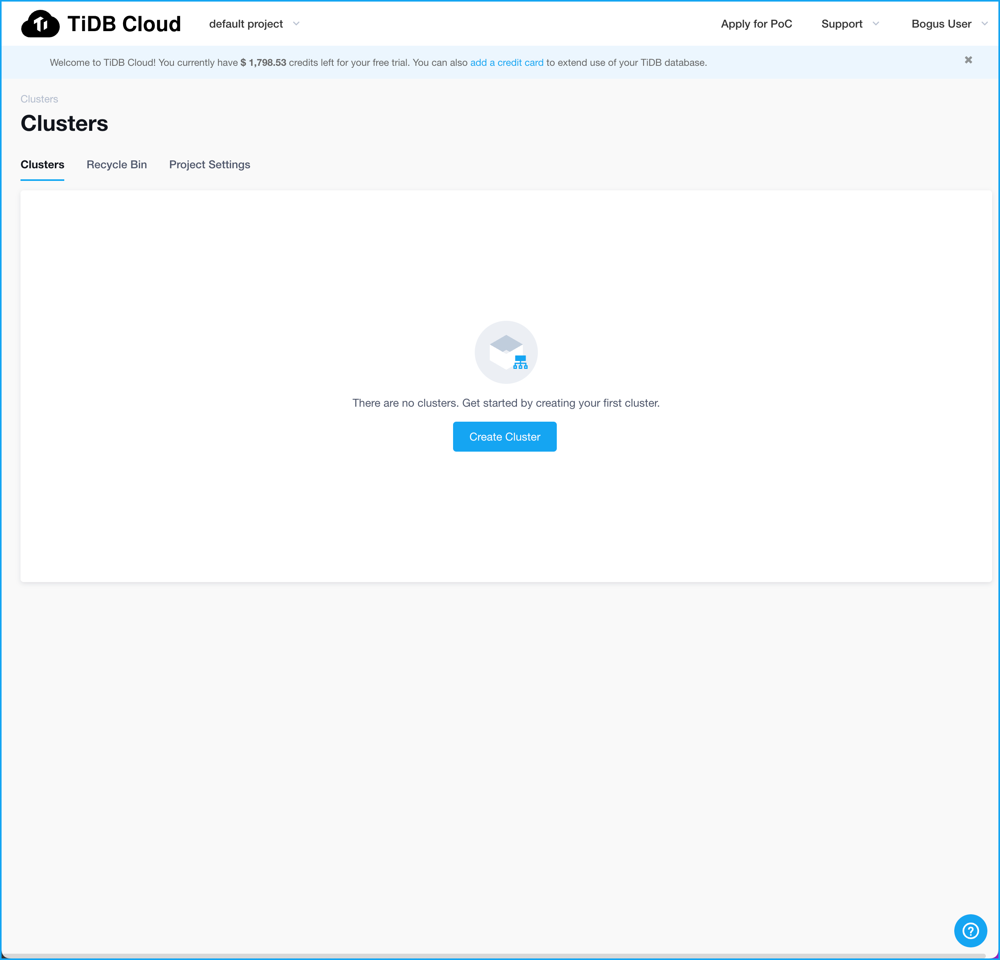 TiDB Cloud default project Apply for PoC Support Bogus User
Welcome to TiDB Cloud! You currently have $ 1,798.53 credits left for your free trial. You can also add a credit card to extend use of your TiDB database.
Clusters
Clusters
Clusters Recycle Bin Project Settings
There are no clusters. Get started by creating your first cluster.
Create Cluster